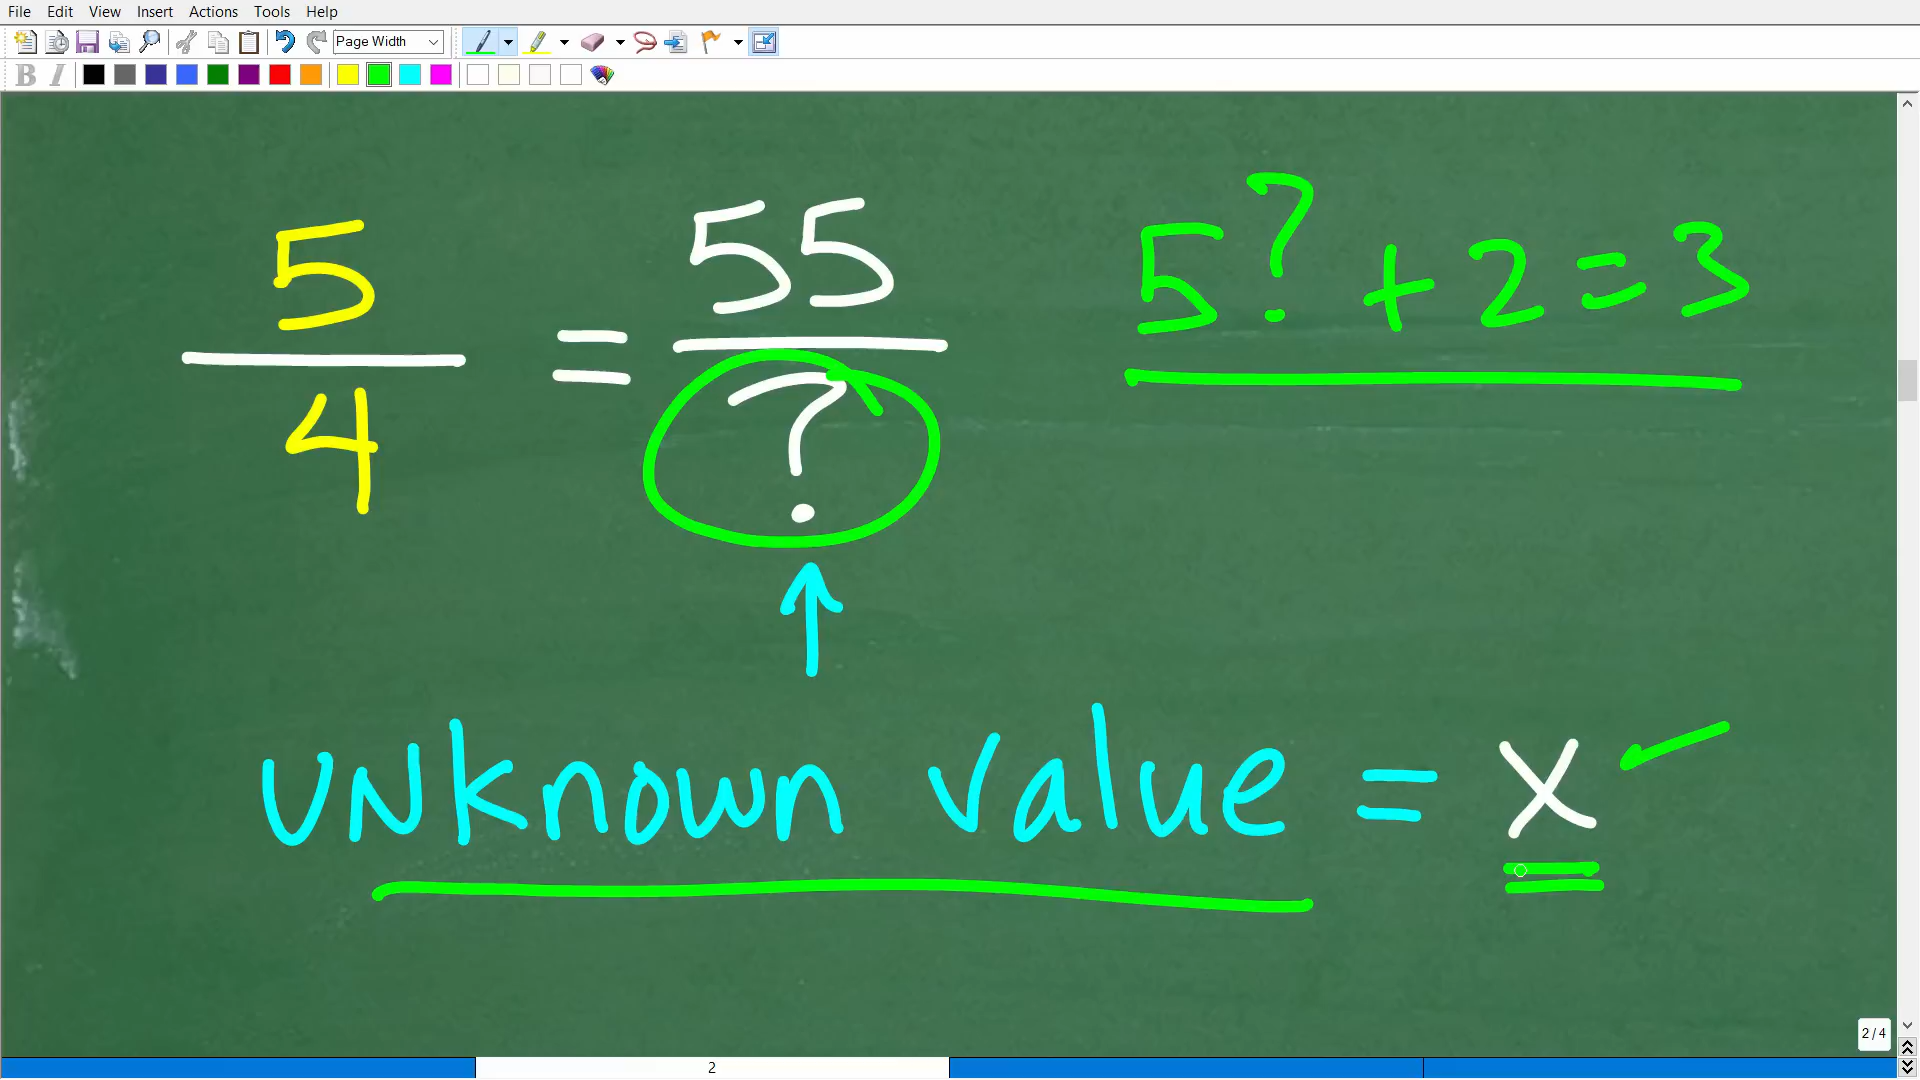 File Edit View Insert Actions Tools Help
Page Width
B I
5/4 = 55/?
5? + 2 = 3
unknown value = x
2 / 4
2